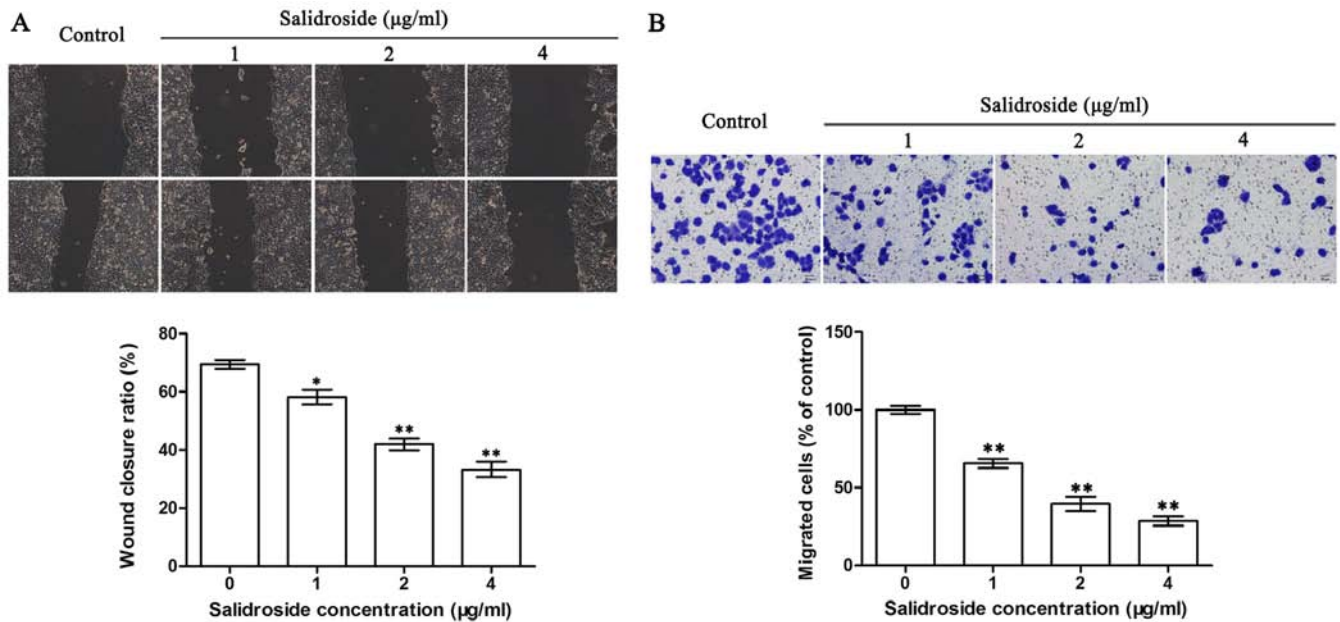 A
Control
Salidroside (µg/ml)
1 2 4
Wound closure ratio (%)
80
60
40
20
0
*
**
**
0 1 2 4
Salidroside concentration (µg/ml)
B
Control
Salidroside (µg/ml)
1 2 4
Migrated cells (% of control)
150
100
50
0
**
**
**
0 1 2 4
Salidroside concentration (µg/ml)